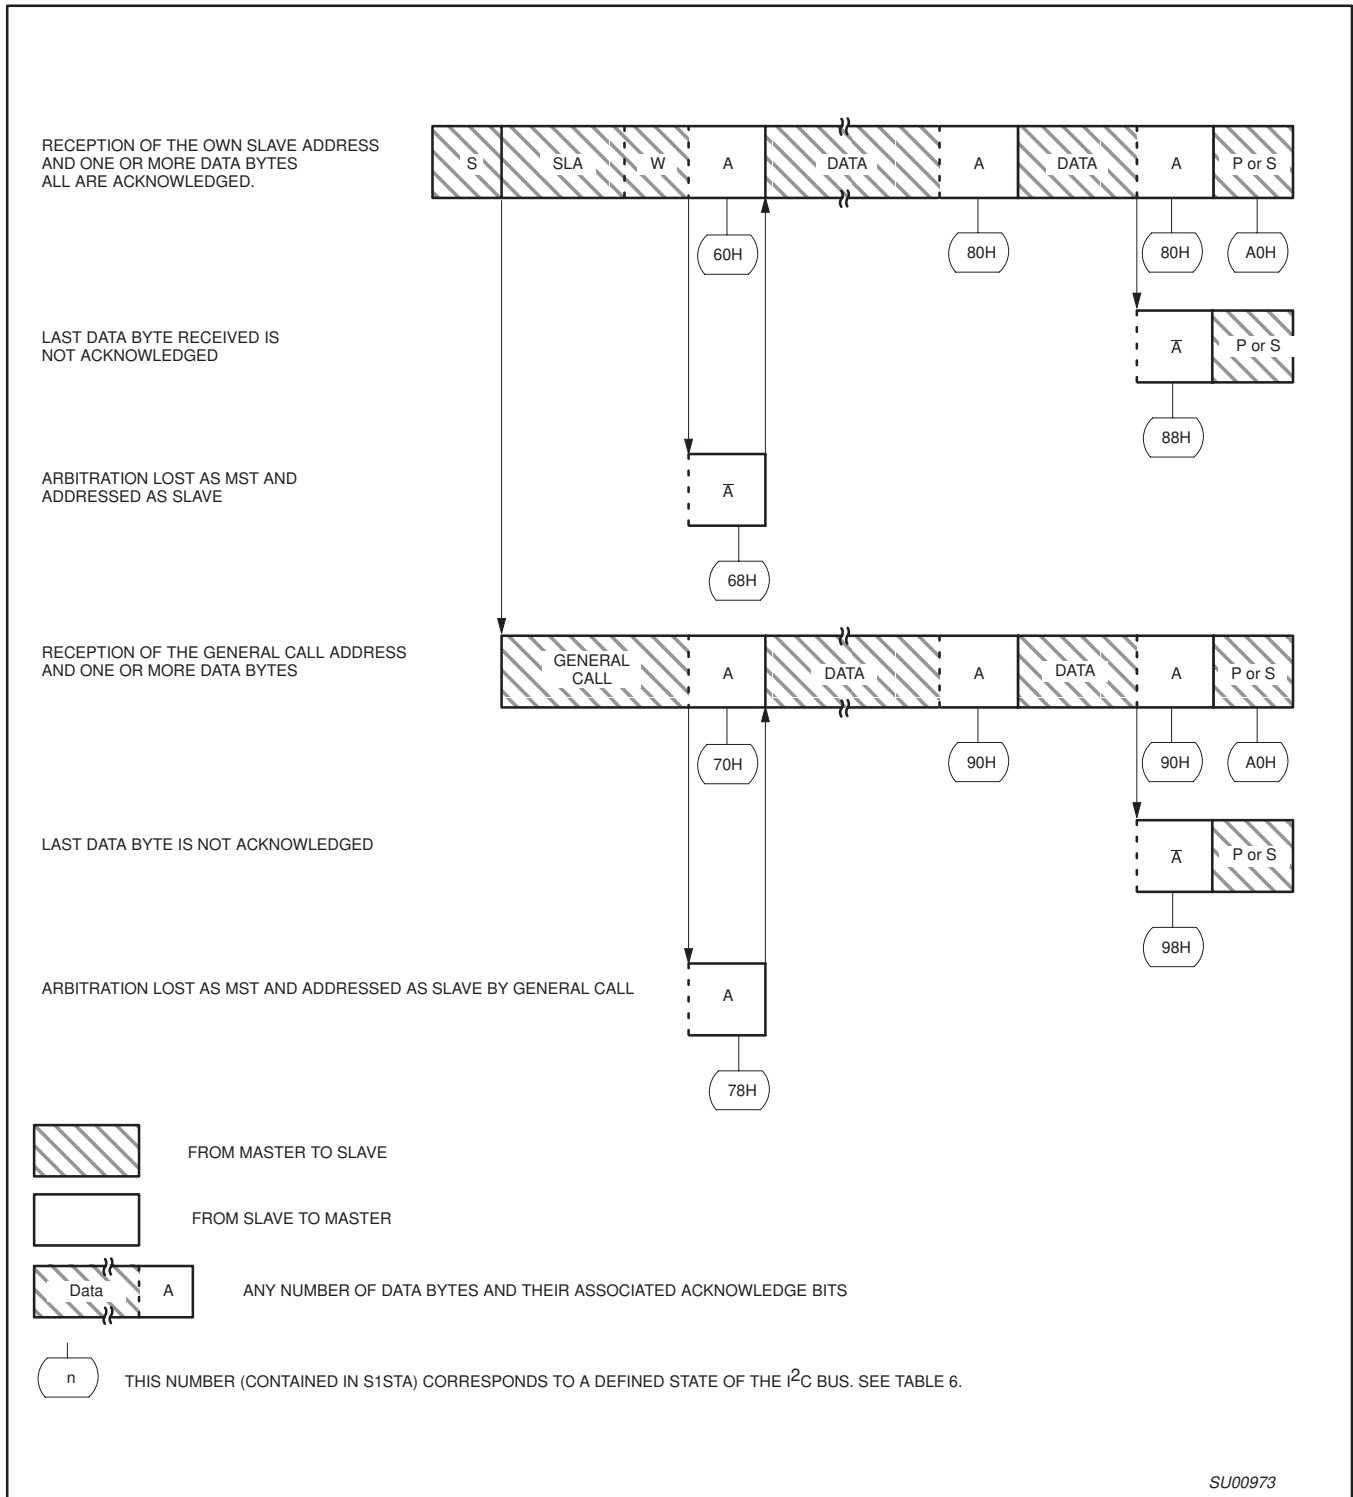 RECEPTION OF THE OWN SLAVE ADDRESS
AND ONE OR MORE DATA BYTES
ALL ARE ACKNOWLEDGED.
S SLA W A DATA A DATA A P or S
60H 80H 80H A0H
LAST DATA BYTE RECEIVED IS
NOT ACKNOWLEDGED
A̅ P or S
88H
ARBITRATION LOST AS MST AND
ADDRESSED AS SLAVE
A̅
68H
RECEPTION OF THE GENERAL CALL ADDRESS
AND ONE OR MORE DATA BYTES
GENERAL
CALL
A DATA A DATA A P or S
70H 90H 90H A0H
LAST DATA BYTE IS NOT ACKNOWLEDGED
A̅ P or S
98H
ARBITRATION LOST AS MST AND ADDRESSED AS SLAVE BY GENERAL CALL
A
78H
FROM MASTER TO SLAVE
FROM SLAVE TO MASTER
Data A ANY NUMBER OF DATA BYTES AND THEIR ASSOCIATED ACKNOWLEDGE BITS
n THIS NUMBER (CONTAINED IN S1STA) CORRESPONDS TO A DEFINED STATE OF THE I²C BUS. SEE TABLE 6.
SU00973